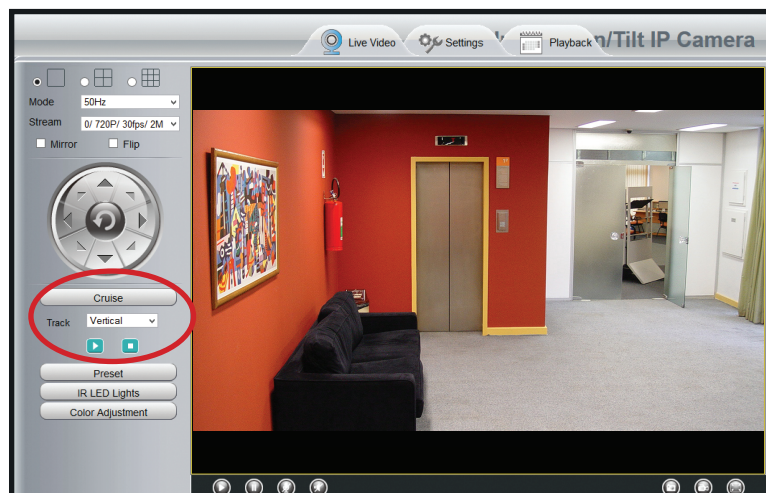 Live Video
Settings
Playback
n/Tilt IP Camera
Mode
50Hz
Stream
0/ 720P/ 30fps/ 2M
Mirror
Flip
Cruise
Track
Vertical
Preset
IR LED Lights
Color Adjustment